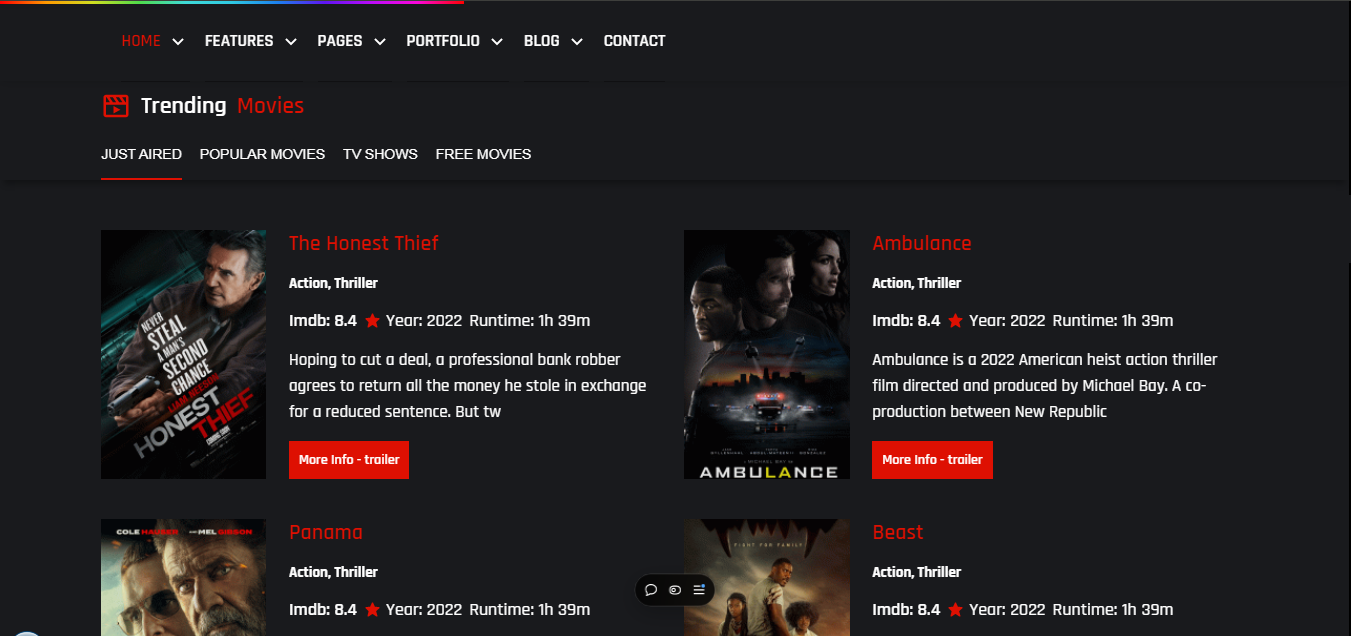 HOME FEATURES PAGES PORTFOLIO BLOG CONTACT
Trending Movies
JUST AIRED POPULAR MOVIES TV SHOWS FREE MOVIES
NEVER
STEAL
A MAN'S
SECOND
CHANCE
LIAM NEESON
HONEST
THIEF
COMING SOON
The Honest Thief
Action, Thriller
Imdb: 8.4 Year: 2022 Runtime: 1h 39m
Hoping to cut a deal, a professional bank robber
agrees to return all the money he stole in exchange
for a reduced sentence. But tw
More Info - trailer
AMBULANCE
Ambulance
Action, Thriller
Imdb: 8.4 Year: 2022 Runtime: 1h 39m
Ambulance is a 2022 American heist action thriller
film directed and produced by Michael Bay. A co-
production between New Republic
More Info - trailer
COLE HAUSER AND MEL GIBSON
Panama
Action, Thriller
Imdb: 8.4 Year: 2022 Runtime: 1h 39m
FIGHT FOR FAMILY
Beast
Action, Thriller
Imdb: 8.4 Year: 2022 Runtime: 1h 39m